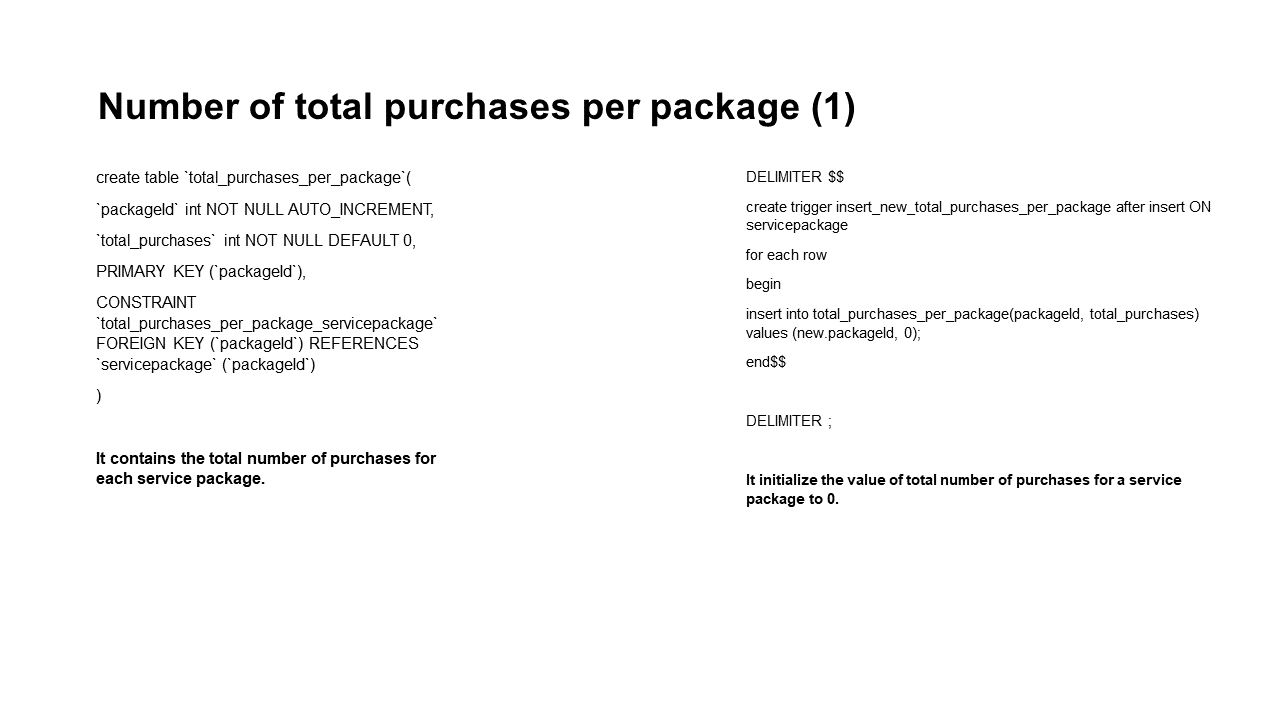 Number of total purchases per package (1)
create table `total_purchases_per_package`(
`packageId` int NOT NULL AUTO_INCREMENT,
`total_purchases` int NOT NULL DEFAULT 0,
PRIMARY KEY (`packageId`),
CONSTRAINT
`total_purchases_per_package_servicepackage`
FOREIGN KEY (`packageId`) REFERENCES
`servicepackage` (`packageId`)
)
It contains the total number of purchases for
each service package.
DELIMITER $$
create trigger insert_new_total_purchases_per_package after insert ON
servicepackage
for each row
begin
insert into total_purchases_per_package(packageId, total_purchases)
values (new.packageId, 0);
end$$
DELIMITER ;
It initialize the value of total number of purchases for a service
package to 0.